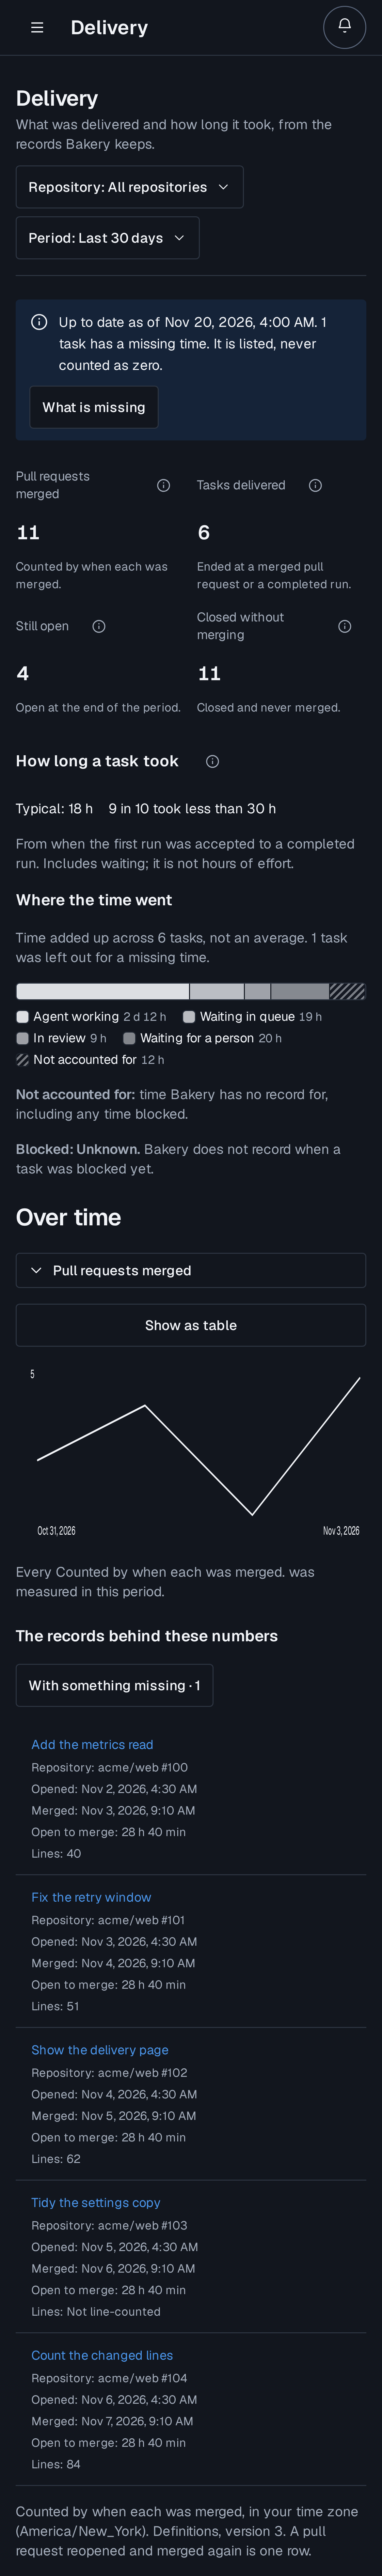 Delivery
Delivery
What was delivered and how long it took, from the
records Bakery keeps.
Repository: All repositories
Period: Last 30 days
Up to date as of Nov 20, 2026, 4:00 AM. 1
task has a missing time. It is listed, never
counted as zero.
What is missing
Pull requests
merged
Tasks delivered
11
6
Counted by when each was
merged.
Ended at a merged pull
request or a completed run.
Still open
Closed without
merging
4
11
Open at the end of the period.
Closed and never merged.
How long a task took
Typical: 18 h 9 in 10 took less than 30 h
From when the first run was accepted to a completed
run. Includes waiting; it is not hours of effort.
Where the time went
Time added up across 6 tasks, not an average. 1 task
was left out for a missing time.
Agent working 2 d 12 h Waiting in queue 19 h
In review 9 h Waiting for a person 20 h
Not accounted for 12 h
Not accounted for: time Bakery has no record for,
including any time blocked.
Blocked: Unknown. Bakery does not record when a
task was blocked yet.
Over time
Pull requests merged
Show as table
5
Oct 31, 2026
Nov 3, 2026
Every Counted by when each was merged. was
measured in this period.
The records behind these numbers
With something missing · 1
Add the metrics read
Repository: acme/web #100
Opened: Nov 2, 2026, 4:30 AM
Merged: Nov 3, 2026, 9:10 AM
Open to merge: 28 h 40 min
Lines: 40
Fix the retry window
Repository: acme/web #101
Opened: Nov 3, 2026, 4:30 AM
Merged: Nov 4, 2026, 9:10 AM
Open to merge: 28 h 40 min
Lines: 51
Show the delivery page
Repository: acme/web #102
Opened: Nov 4, 2026, 4:30 AM
Merged: Nov 5, 2026, 9:10 AM
Open to merge: 28 h 40 min
Lines: 62
Tidy the settings copy
Repository: acme/web #103
Opened: Nov 5, 2026, 4:30 AM
Merged: Nov 6, 2026, 9:10 AM
Open to merge: 28 h 40 min
Lines: Not line-counted
Count the changed lines
Repository: acme/web #104
Opened: Nov 6, 2026, 4:30 AM
Merged: Nov 7, 2026, 9:10 AM
Open to merge: 28 h 40 min
Lines: 84
Counted by when each was merged, in your time zone
(America/New_York). Definitions, version 3. A pull
request reopened and merged again is one row.